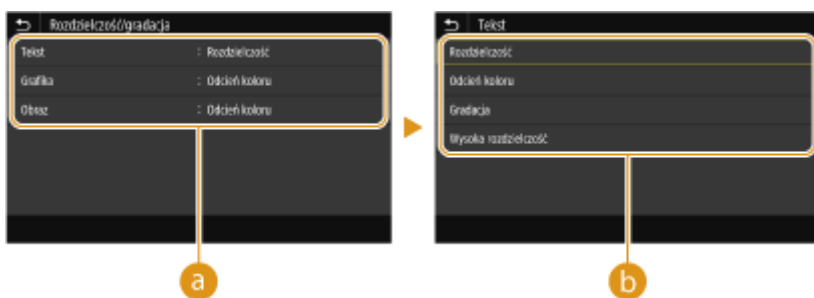 Rozdzielczość/gradacja
Tekst : Rozdzielczość
Grafika : Odcień koloru
Obraz : Odcień koloru
Tekst
Rozdzielczość
Odcień koloru
Gradacja
Wysoka rozdzielczość
a
b